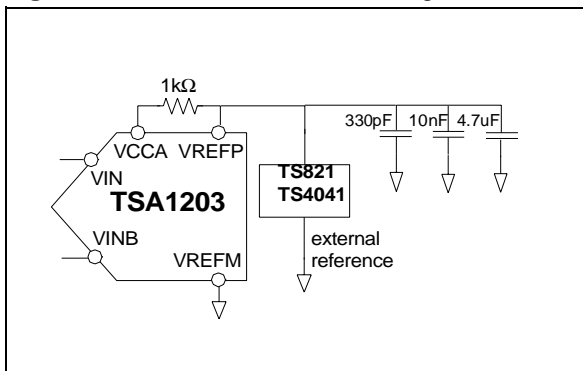 1kΩ
330pF 10nF 4.7uF
VCCA VREFP
VIN
TS821
TS4041
TSA1203
VINB
external
reference
VREFM